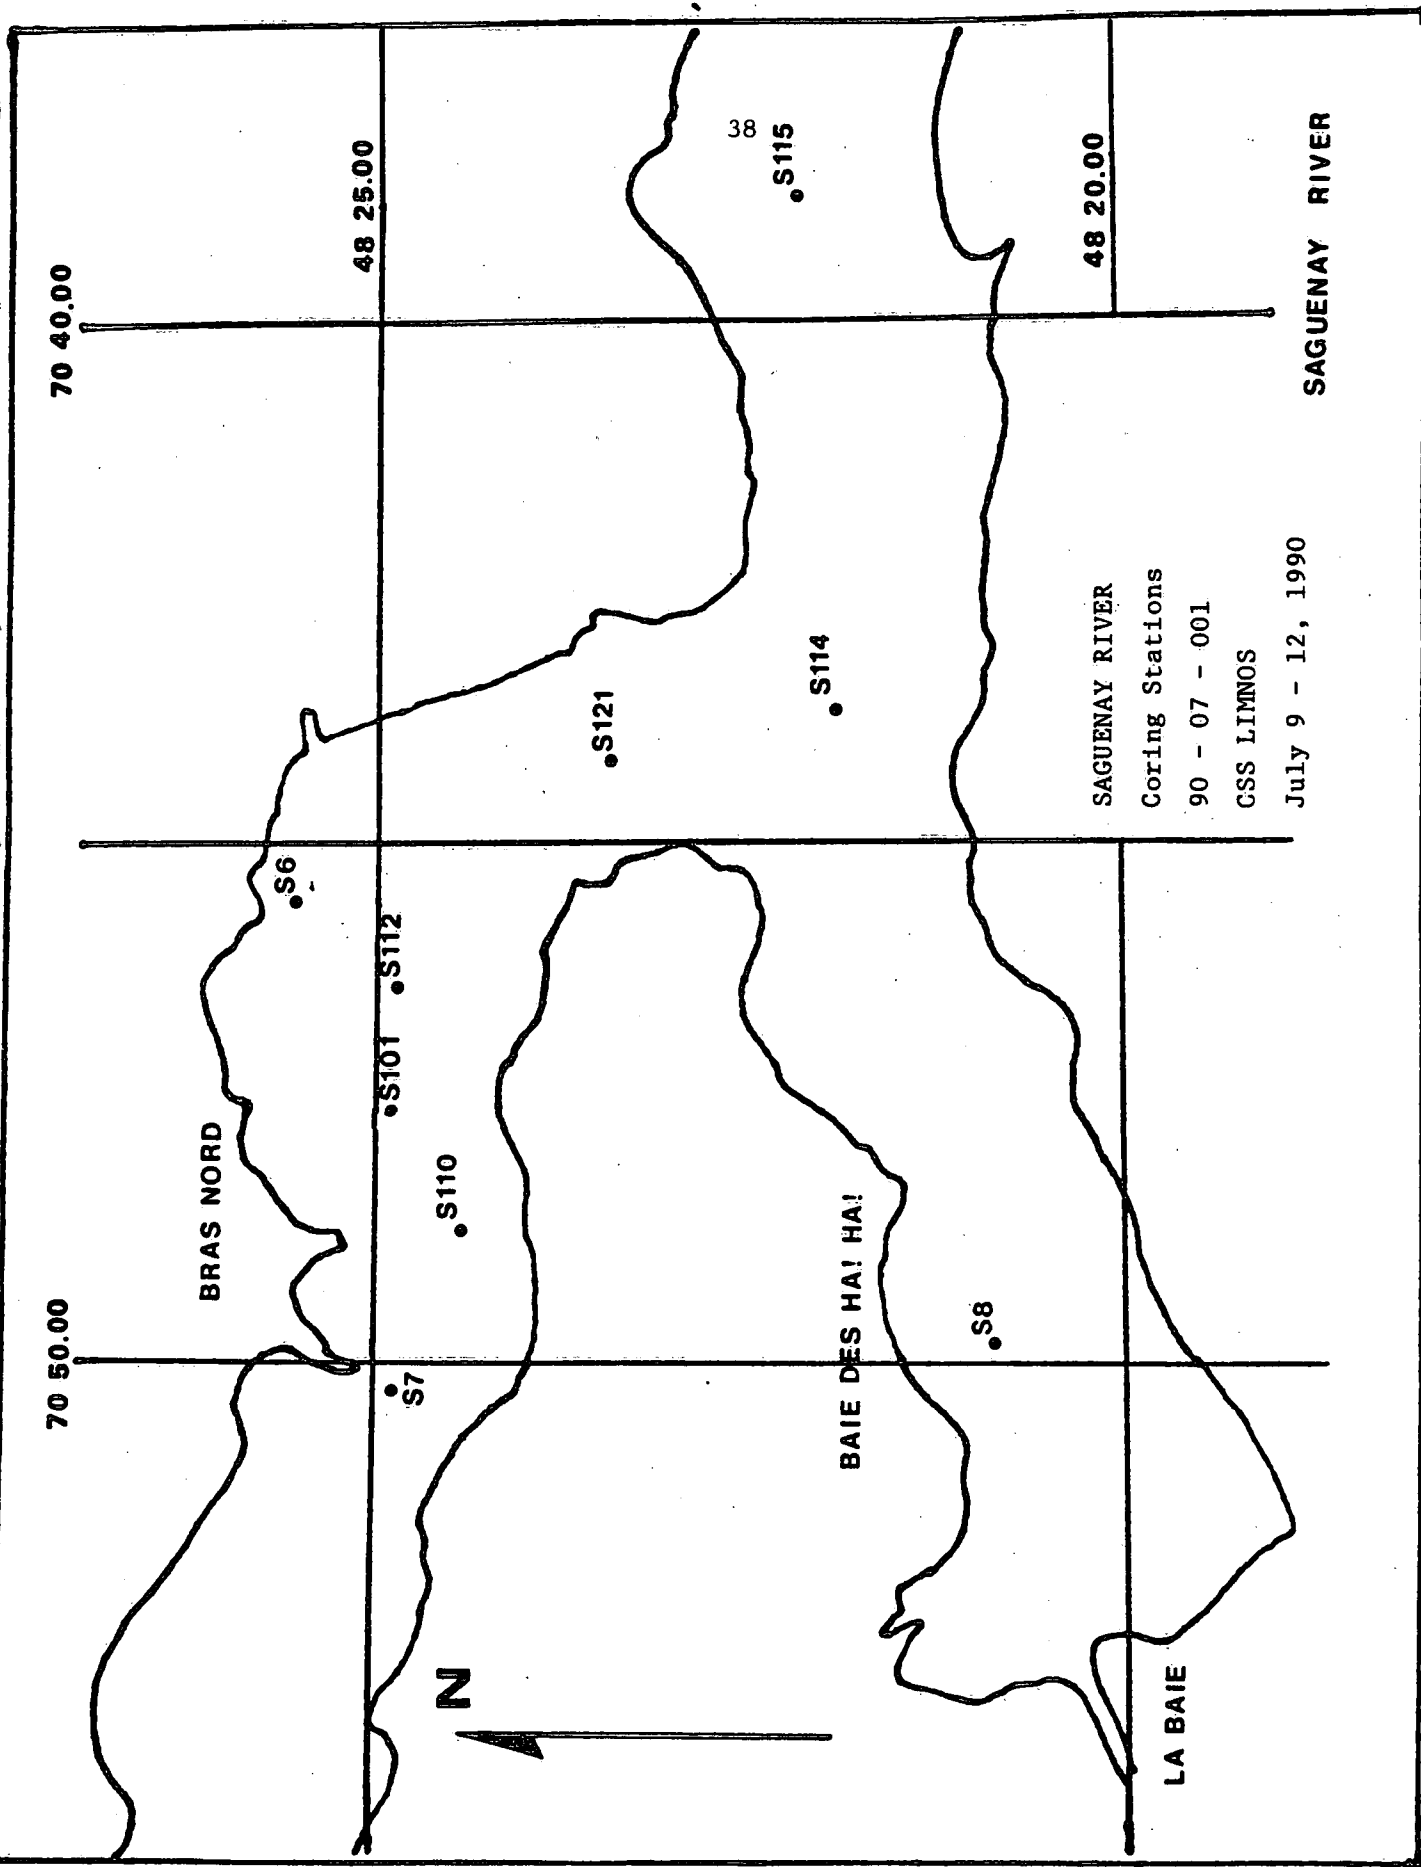 70 50.00
70 40.00
BRAS NORD
S6
48 25.00
S7
S101
S112
S110
S121
BAIE DES HA! HA!
S114
38
S115
S8
48 20.00
LA BAIE
SAGUENAY RIVER
Coring Stations
90 - 07 - 001
CSS LIMNOS
July 9 - 12, 1990
SAGUENAY RIVER
N